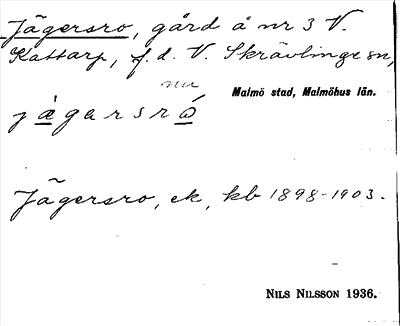 Jägersro, gård å nr 3 V.
Kattarp, f.d. V. Skrävlinge sn,
nu
Malmö stad, Malmöhus län.
jägarsrå
Jägersro, ek, kb 1898-1903.
NILS NILSSON 1936.